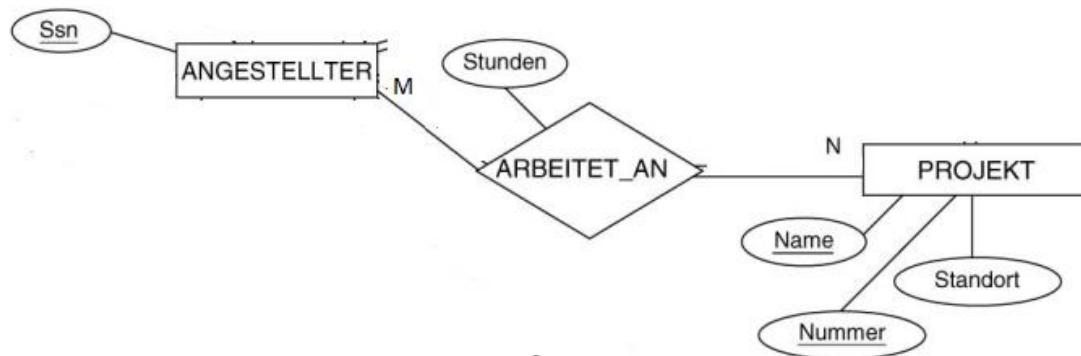 Ssn
ANGESTELLTER
M
Stunden
ARBEITET_AN
N
PROJEKT
Name
Standort
Nummer